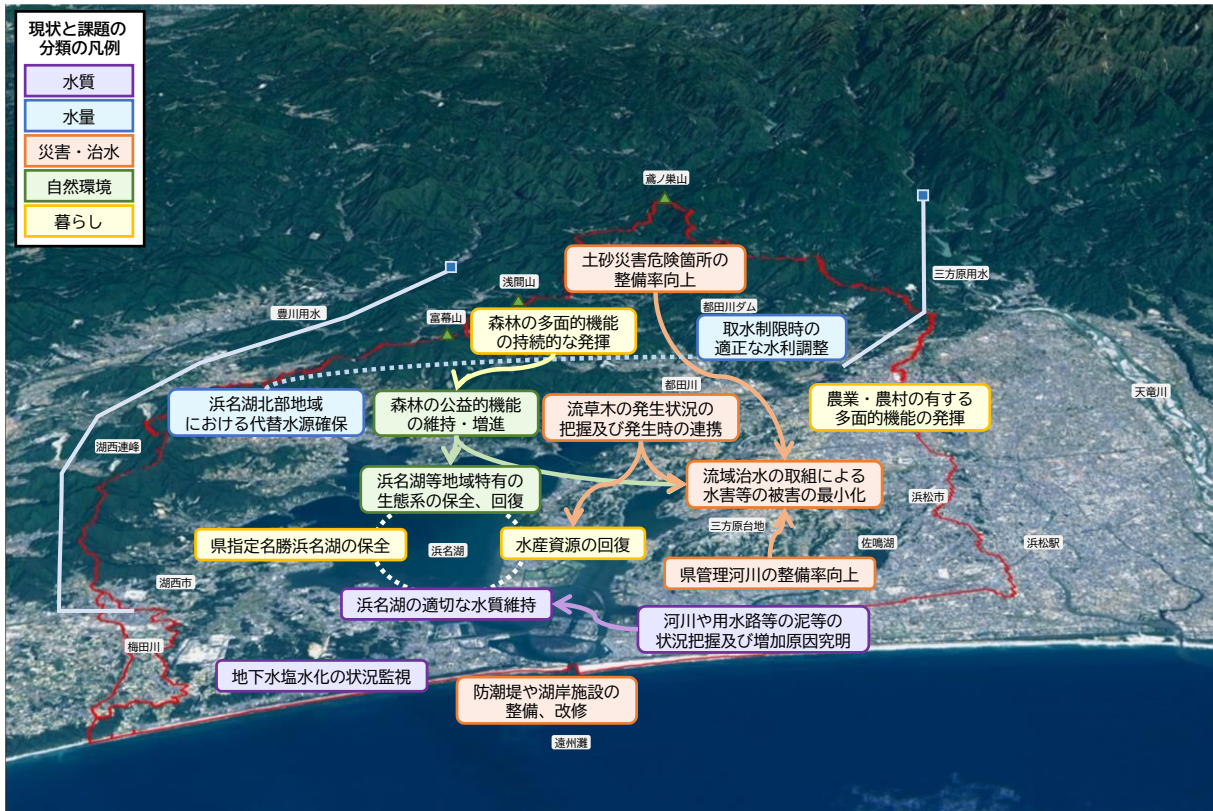 現状と課題の
分類の凡例
水質
水量
災害・治水
自然環境
暮らし
鳶ノ巣山
土砂災害危険箇所の
整備率向上
三方原用水
浅間山
豊川用水
都田川ダム
富幕山
森林の多面的機能
の持続的な発揮
取水制限時の
適正な水利調整
都田川
天竜川
浜名湖北部地域
における代替水源確保
森林の公益的機能
の維持・増進
流草木の発生状況の
把握及び発生時の連携
農業・農村の有する
多面的機能の発揮
湖西連峰
浜名湖等地域特有の
生態系の保全、回復
流域治水の取組による
水害等の被害の最小化
浜松市
三方原台地
県指定名勝浜名湖の保全
浜名湖
水産資源の回復
佐鳴湖
浜松駅
湖西市
県管理河川の整備率向上
浜名湖の適切な水質維持
河川や用水路等の泥等の
状況把握及び増加原因究明
梅田川
地下水塩水化の状況監視
防潮堤や湖岸施設の
整備、改修
遠州灘